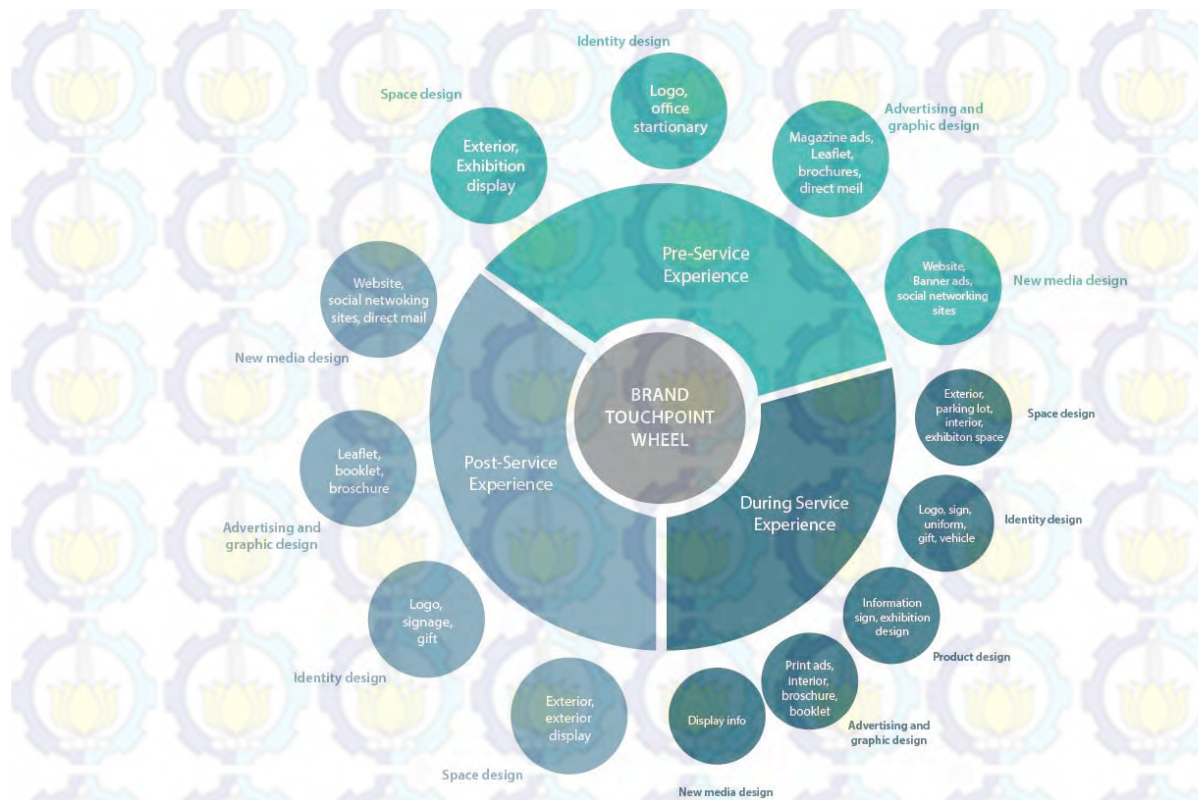 Identity design
Logo,
office
startionary
Space design
Exterior,
Exhibition
display
Advertising and
graphic design
Magazine ads,
Leaflet,
brochures,
direct meil
Pre-Service
Experience
Website,
Banner ads,
social networking
sites
New media design
Website,
social netwoking
sites, direct mail
New media design
BRAND
TOUCHPOINT
WHEEL
Exterior,
parking lot,
interior,
exhibiton space
Space design
Leaflet,
booklet,
broschure
Advertising and
graphic design
Post-Service
Experience
During Service
Experience
Logo, sign,
uniform,
gift, vehicle
Identity design
Logo,
signage,
gift
Identity design
Information
sign, exhibition
design
Product design
Print ads,
interior,
broschure,
booklet
Advertising and
graphic design
Exterior,
exterior
display
Space design
Display info
New media design